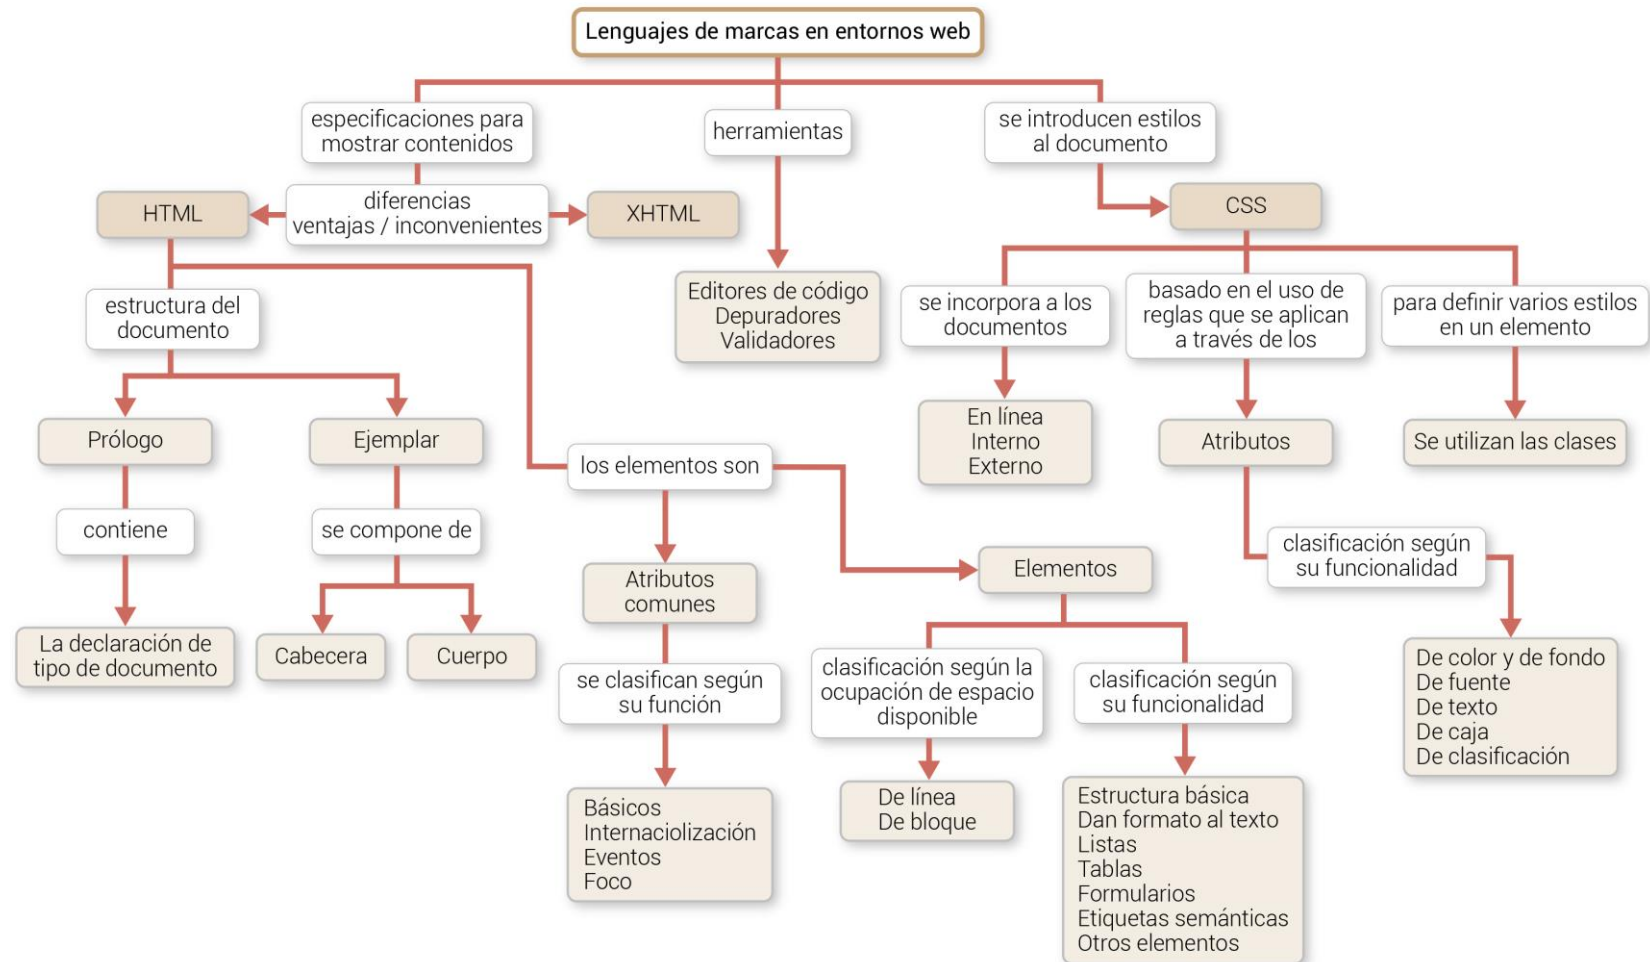 Lenguajes de marcas en entornos web
especificaciones para
mostrar contenidos
herramientas
se introducen estilos
al documento
HTML
diferencias
ventajas / inconvenientes
XHTML
CSS
estructura del
documento
Editores de código
Depuradores
Validadores
se incorpora a los
documentos
basado en el uso de
reglas que se aplican
a través de los
para definir varios estilos
en un elemento
Prólogo
Ejemplar
los elementos son
En línea
Interno
Externo
Atributos
Se utilizan las clases
contiene
se compone de
Atributos
comunes
Elementos
clasificación según
su funcionalidad
La declaración de
tipo de documento
Cabecera
Cuerpo
se clasifican según
su función
clasificación según la
ocupación de espacio
disponible
clasificación según
su funcionalidad
De color y de fondo
De fuente
De texto
De caja
De clasificación
Básicos
Internaciolización
Eventos
Foco
De línea
De bloque
Estructura básica
Dan formato al texto
Listas
Tablas
Formularios
Etiquetas semánticas
Otros elementos